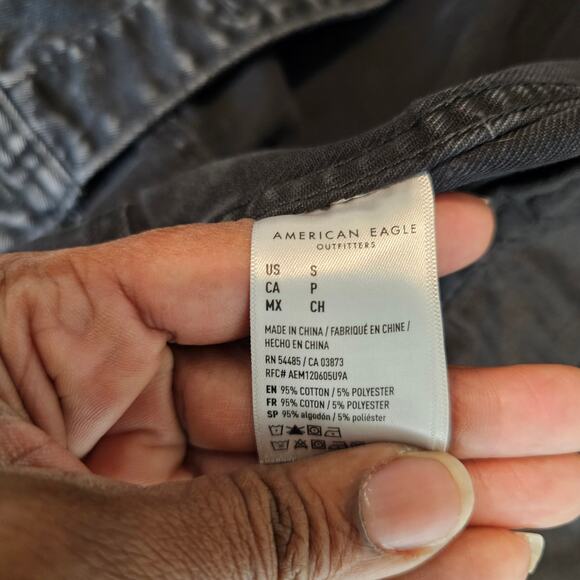 AMERICAN EAGLE
OUTFITTERS
US S
CA P
MX CH
MADE IN CHINA / FABRIQUÉ EN CHINE /
HECHO EN CHINA
RN 54485 / CA 03873
RFC# AEM120605U9A
EN 95% COTTON / 5% POLYESTER
FR 95% COTON / 5% POLYESTER
SP 95% algodón / 5% poliéster